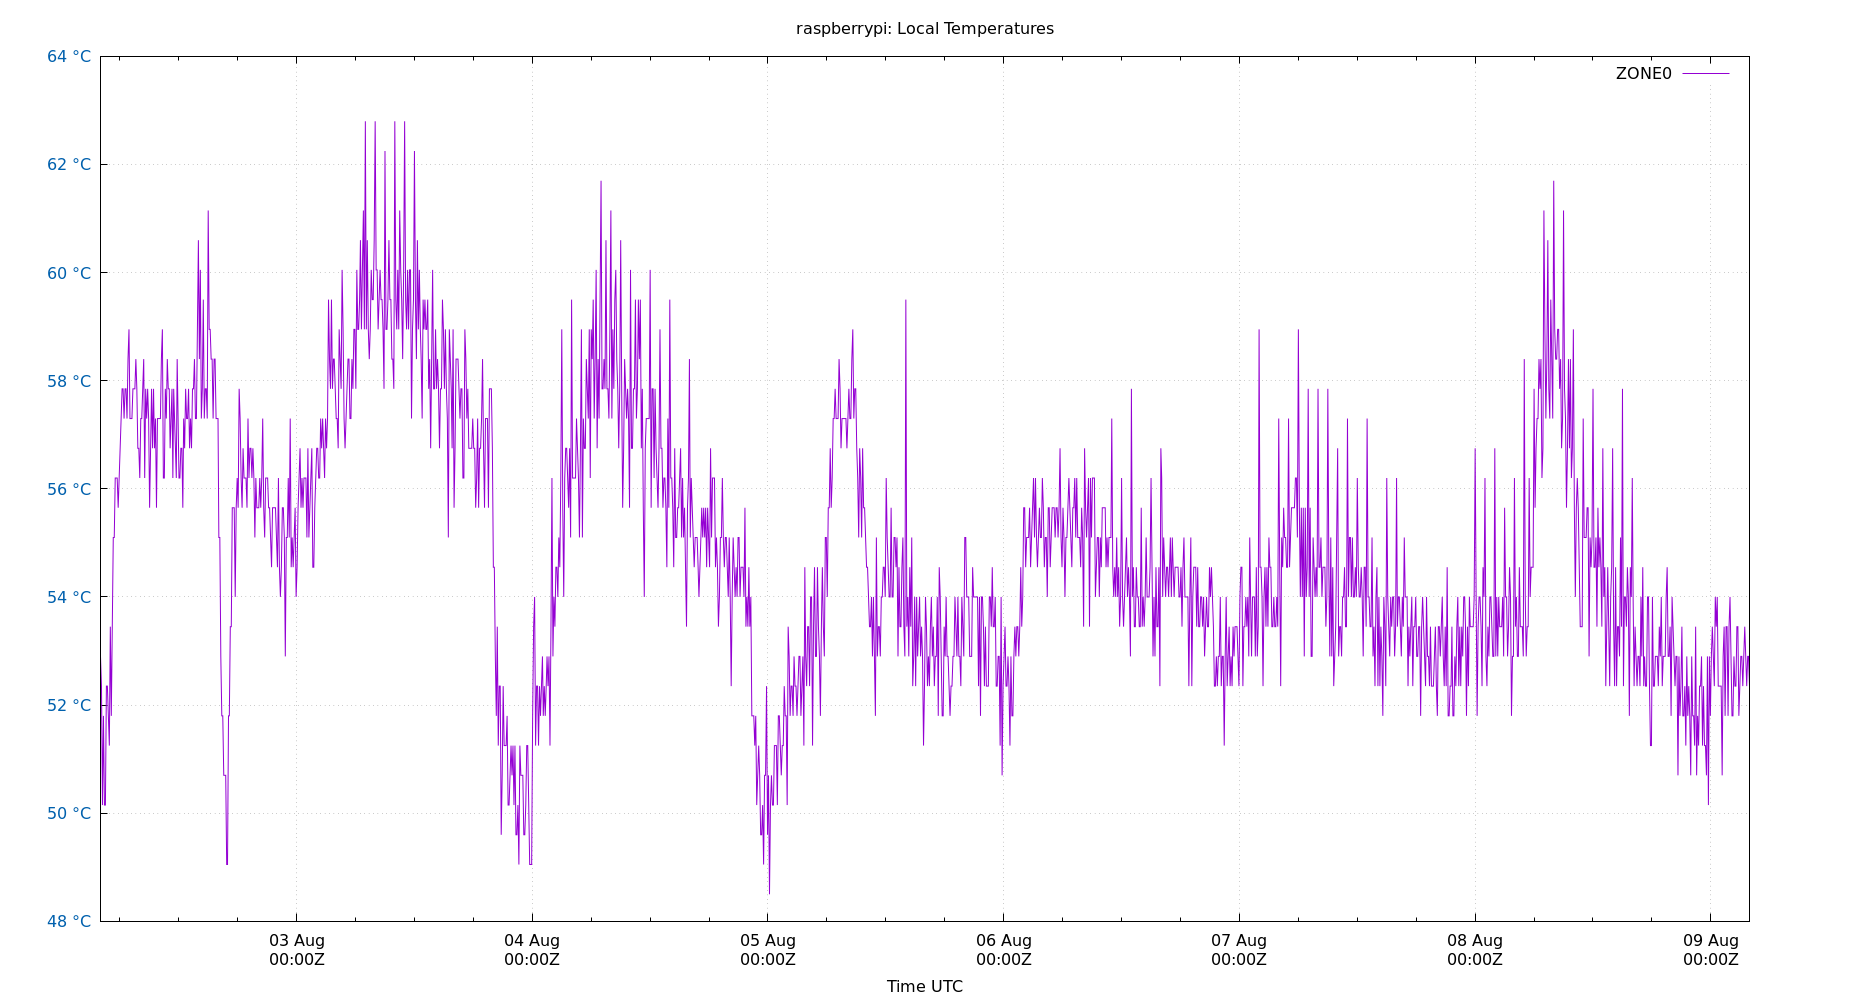 raspberrypi: Local Temperatures
ZONE0
64 °C
62 °C
60 °C
58 °C
56 °C
54 °C
52 °C
50 °C
48 °C
03 Aug 04 Aug 05 Aug 06 Aug 07 Aug 08 Aug 09 Aug
00:00Z 00:00Z 00:00Z 00:00Z 00:00Z 00:00Z 00:00Z
Time UTC